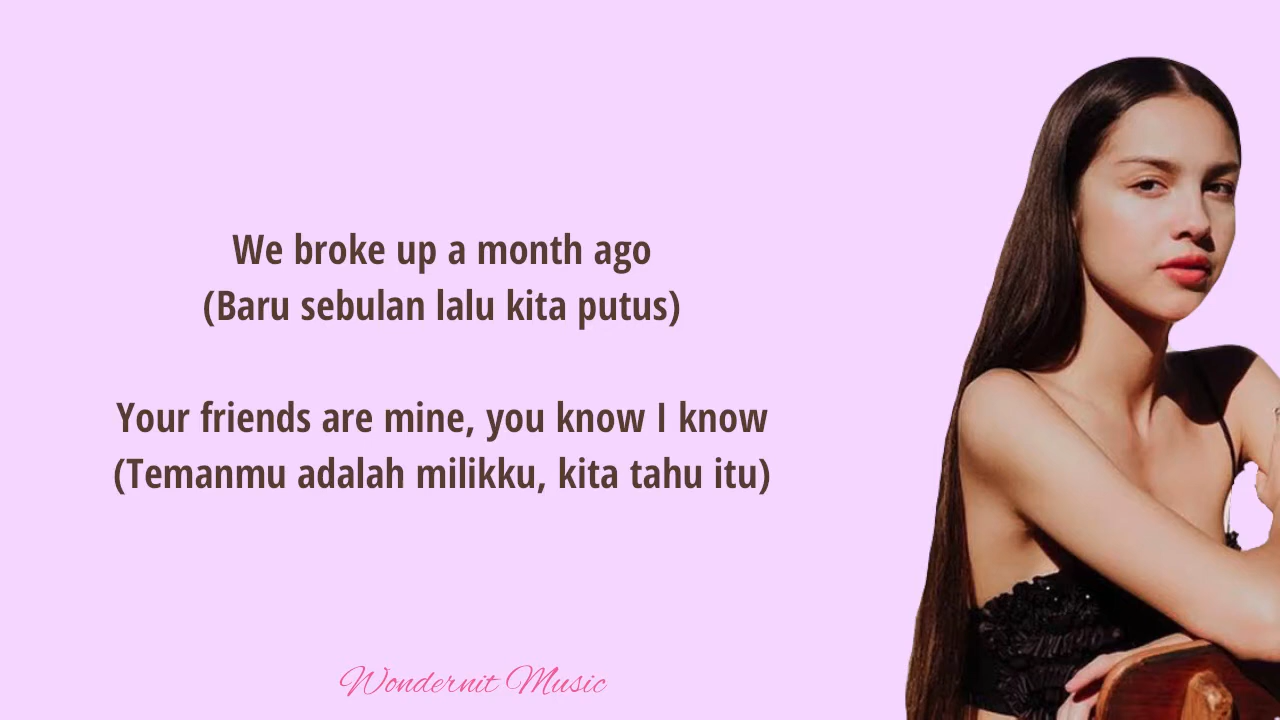 We broke up a month ago
(Baru sebulan lalu kita putus)
Your friends are mine, you know I know
(Temanmu adalah milikku, kita tahu itu)
Wondernit Music